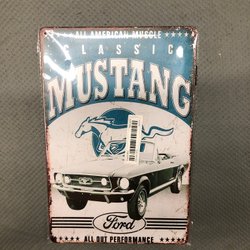 ALL AMERICAN MUSCLE
CLASSIC
MUSTANG
Ford
ALL OUT PERFORMANCE